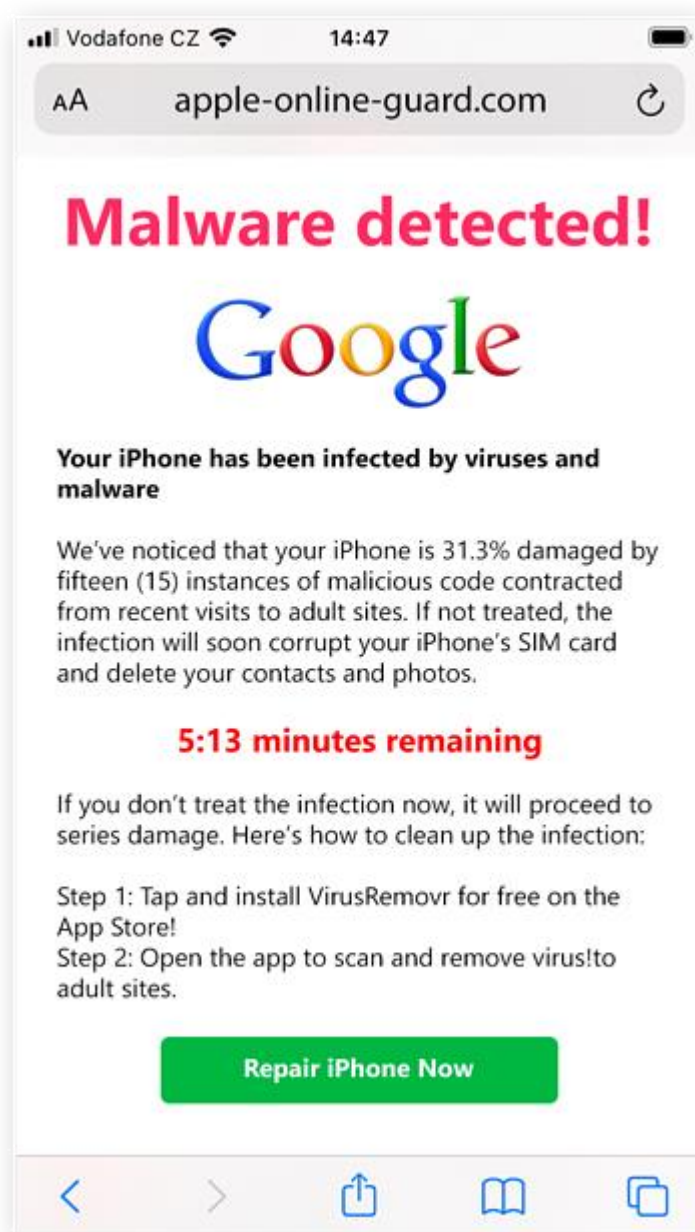 Vodafone CZ 14:47
AA apple-online-guard.com
Malware detected!
Google
Your iPhone has been infected by viruses and
malware
We've noticed that your iPhone is 31.3% damaged by
fifteen (15) instances of malicious code contracted
from recent visits to adult sites. If not treated, the
infection will soon corrupt your iPhone's SIM card
and delete your contacts and photos.
5:13 minutes remaining
If you don't treat the infection now, it will proceed to
series damage. Here's how to clean up the infection:
Step 1: Tap and install VirusRemovr for free on the
App Store!
Step 2: Open the app to scan and remove virus!to
adult sites.
Repair iPhone Now